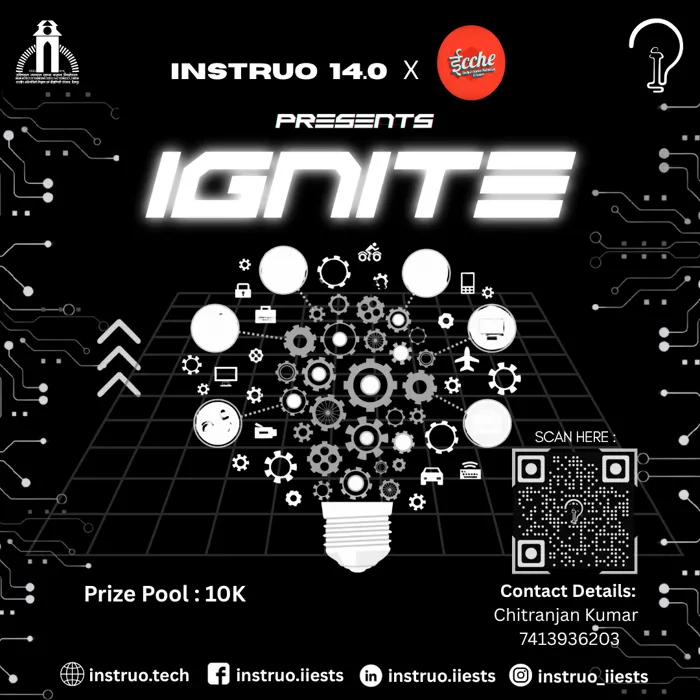 INSTRUO 14.0 X ईcche
PRESENTS
IGNITE
SCAN HERE :
Prize Pool : 10K
Contact Details:
Chitranjan Kumar
7413936203
instruo.tech
instruo.iiests
instruo.iiests
instruo_iiests